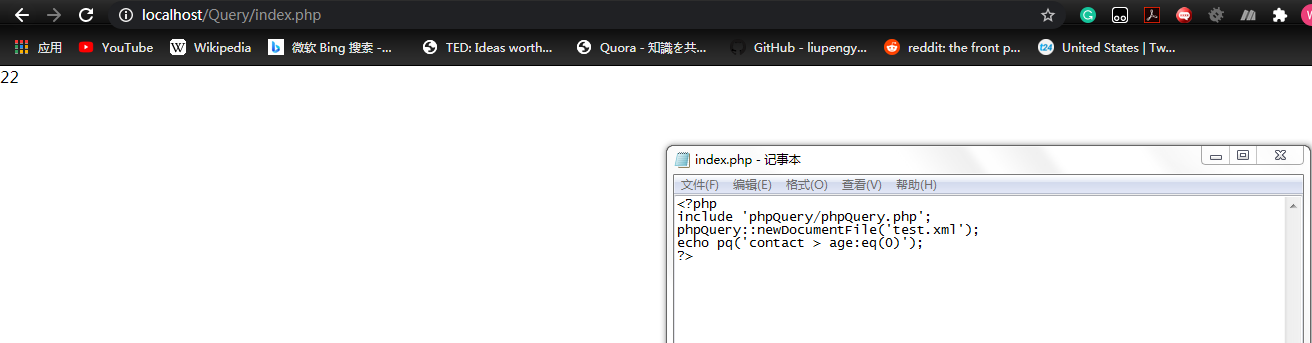 localhost/Query/index.php
应用 YouTube Wikipedia 微软 Bing 搜索 -... TED: Ideas worth... Quora - 知識を共... GitHub - liupengy... reddit: the front p... United States | Tw...
22
index.php - 记事本
文件(F) 编辑(E) 格式(O) 查看(V) 帮助(H)
<?php
include 'phpQuery/phpQuery.php';
phpQuery::newDocumentFile('test.xml');
echo pq('contact > age:eq(0)');
?>